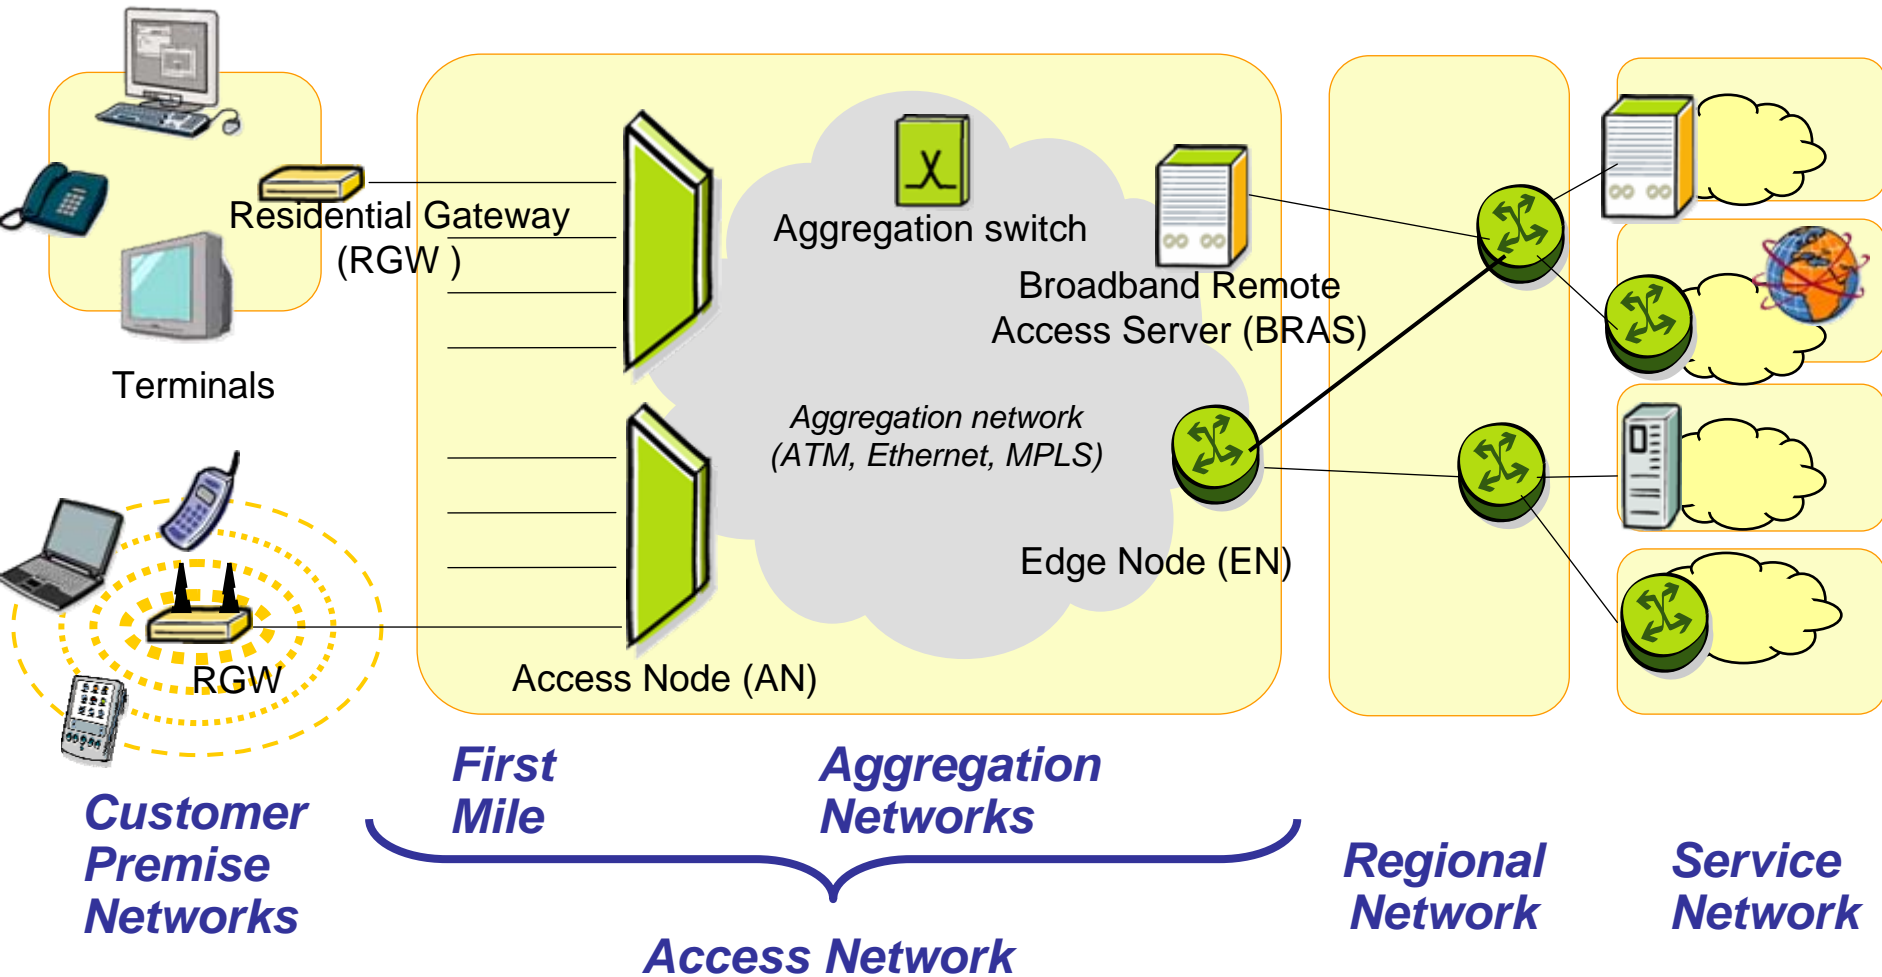 Residential Gateway
(RGW )
Terminals
RGW
Aggregation switch
Broadband Remote
Access Server (BRAS)
Aggregation network
(ATM, Ethernet, MPLS)
Edge Node (EN)
Access Node (AN)
First
Mile
Aggregation
Networks
Customer
Premise
Networks
Access Network
Regional
Network
Service
Network